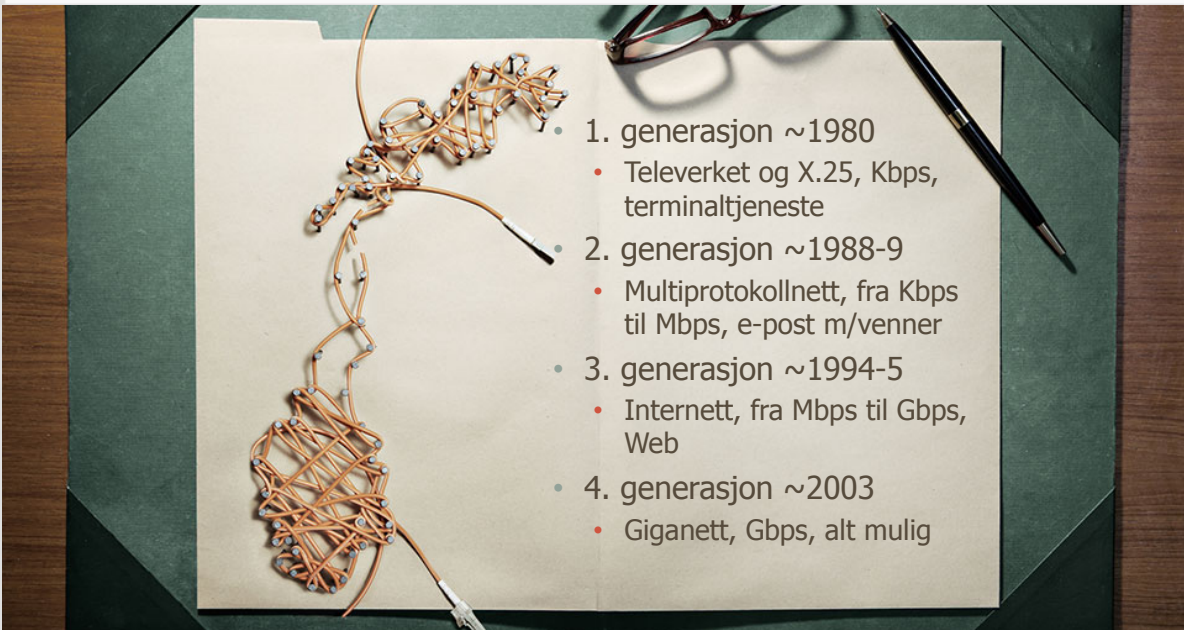 • 1. generasjon ~1980
• Televerket og X.25, Kbps,
terminaltjeneste
• 2. generasjon ~1988-9
• Multiprotokollnett, fra Kbps
til Mbps, e-post m/venner
• 3. generasjon ~1994-5
• Internett, fra Mbps til Gbps,
Web
• 4. generasjon ~2003
• Giganett, Gbps, alt mulig